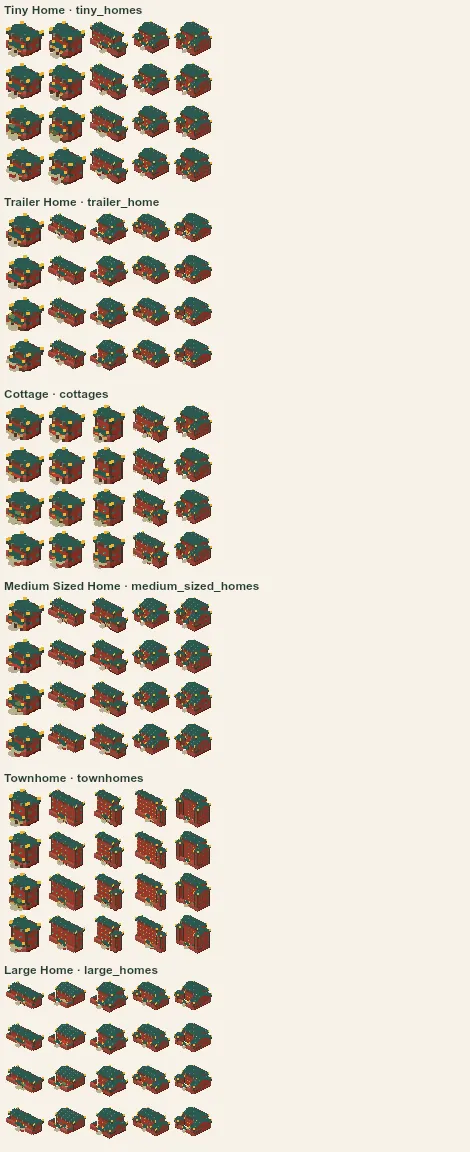 Tiny Home · tiny_homes
Trailer Home · trailer_home
Cottage · cottages
Medium Sized Home · medium_sized_homes
Townhome · townhomes
Large Home · large_homes